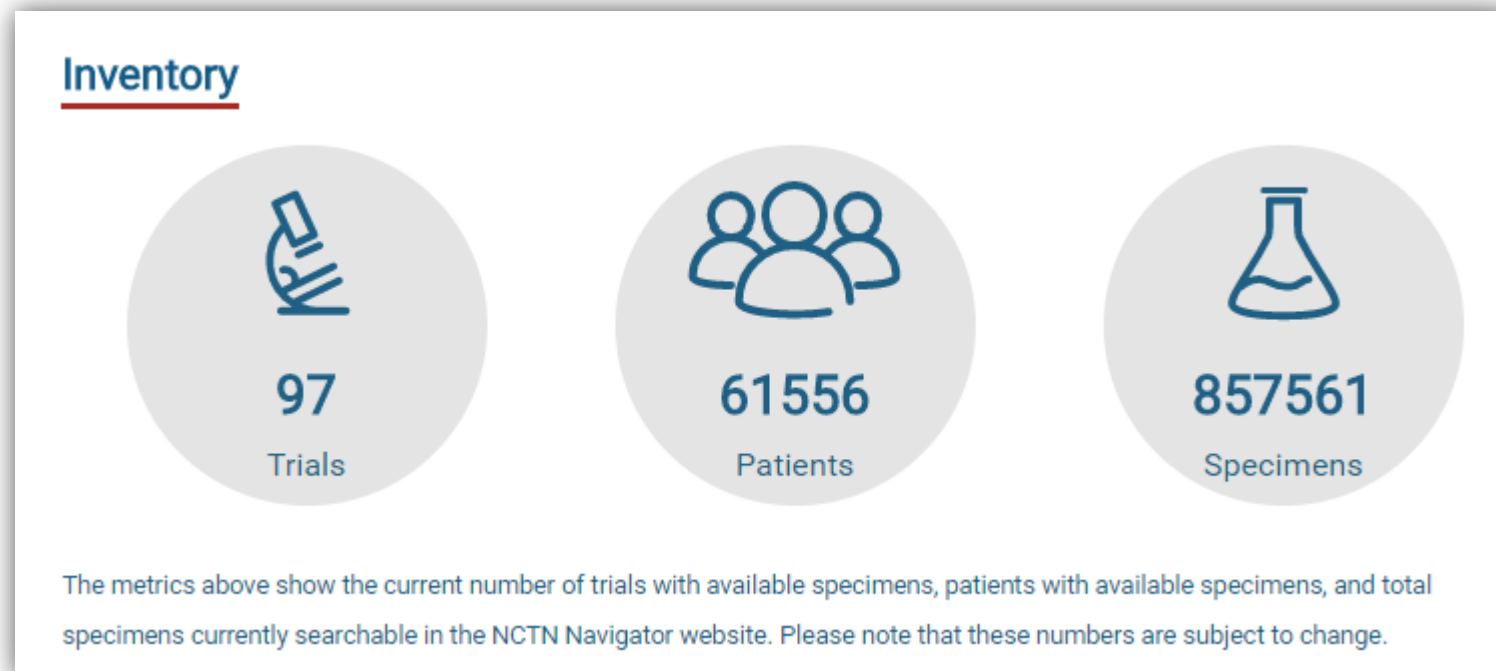 Inventory
97
Trials
61556
Patients
857561
Specimens
The metrics above show the current number of trials with available specimens, patients with available specimens, and total
specimens currently searchable in the NCTN Navigator website. Please note that these numbers are subject to change.